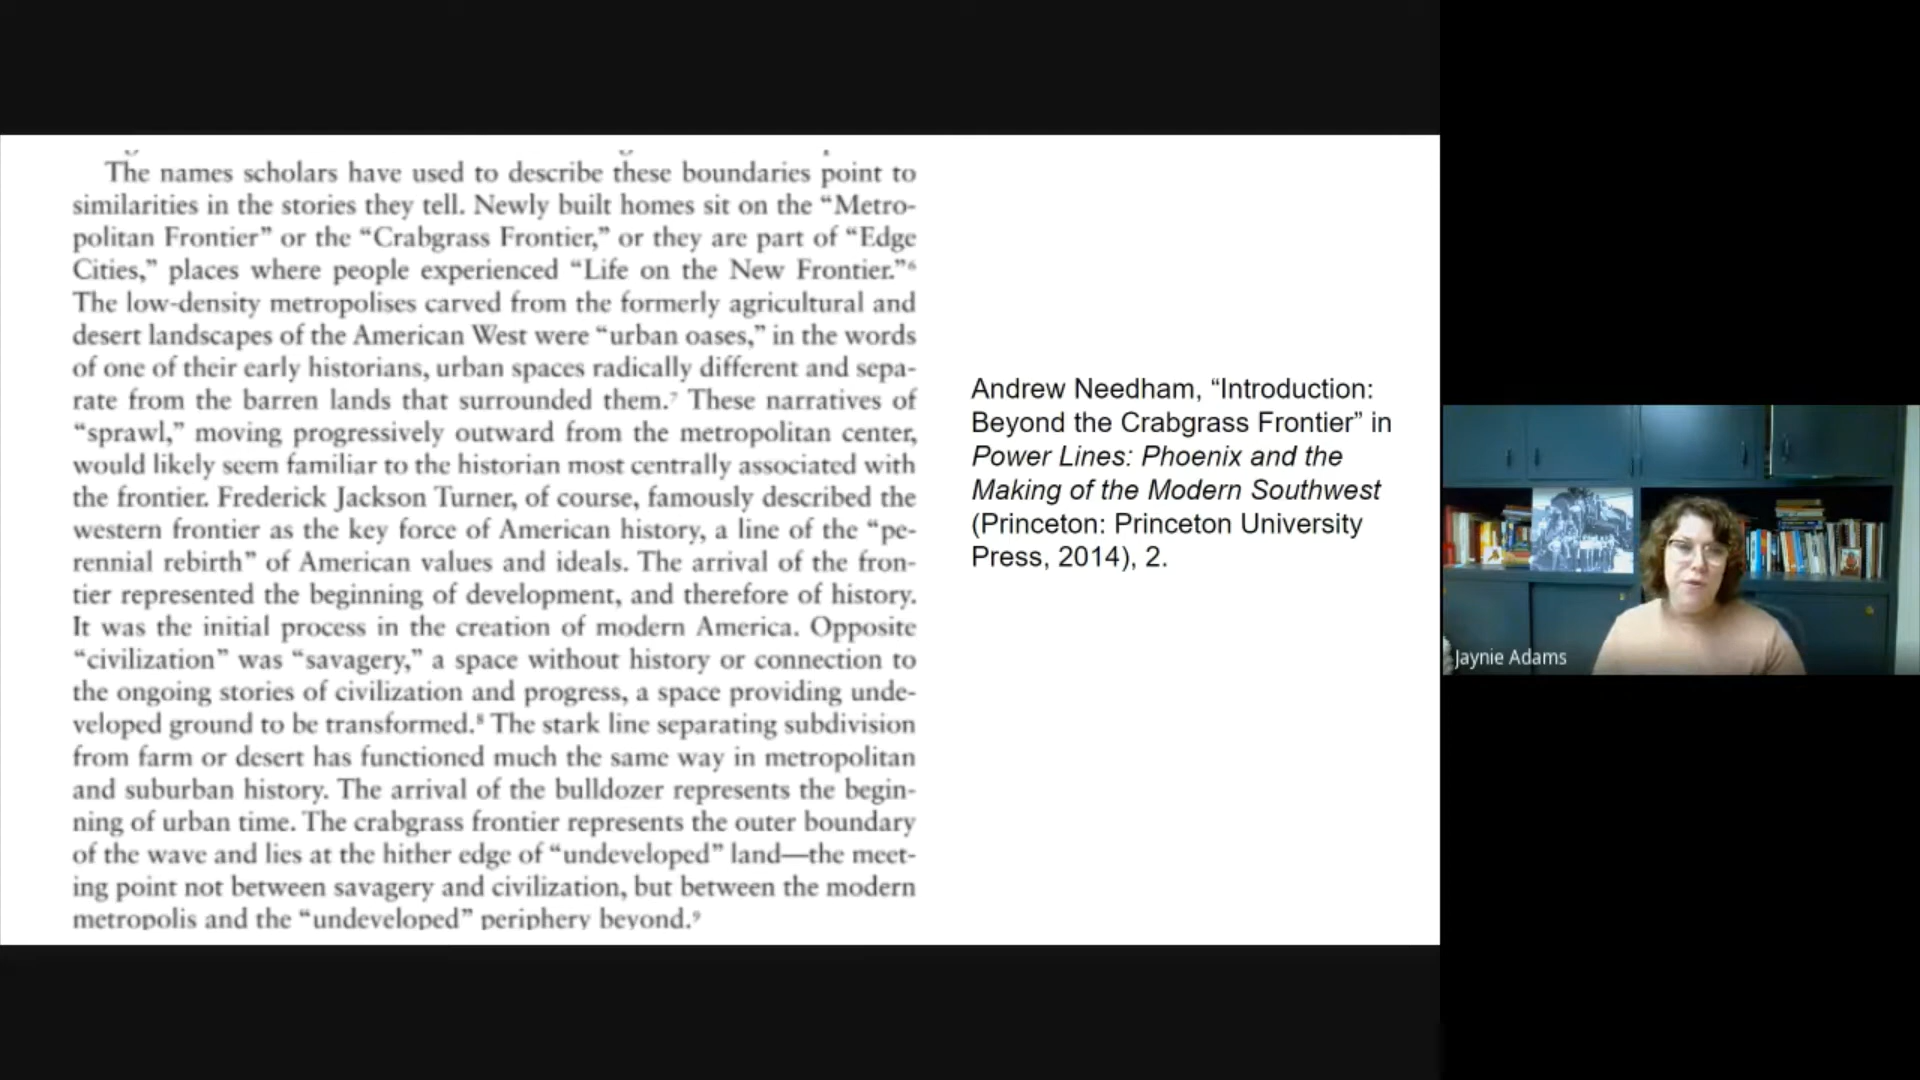 The names scholars have used to describe these boundaries point to
similarities in the stories they tell. Newly built homes sit on the “Metro-
politan Frontier” or the “Crabgrass Frontier,” or they are part of “Edge
Cities,” places where people experienced “Life on the New Frontier.”⁶
The low-density metropolises carved from the formerly agricultural and
desert landscapes of the American West were “urban oases,” in the words
of one of their early historians, urban spaces radically different and sepa-
rate from the barren lands that surrounded them.⁷ These narratives of
“sprawl,” moving progressively outward from the metropolitan center,
would likely seem familiar to the historian most centrally associated with
the frontier. Frederick Jackson Turner, of course, famously described the
western frontier as the key force of American history, a line of the “pe-
rennial rebirth” of American values and ideals. The arrival of the fron-
tier represented the beginning of development, and therefore of history.
It was the initial process in the creation of modern America. Opposite
“civilization” was “savagery,” a space without history or connection to
the ongoing stories of civilization and progress, a space providing unde-
veloped ground to be transformed.⁸ The stark line separating subdivision
from farm or desert has functioned much the same way in metropolitan
and suburban history. The arrival of the bulldozer represents the begin-
ning of urban time. The crabgrass frontier represents the outer boundary
of the wave and lies at the hither edge of “undeveloped” land—the meet-
ing point not between savagery and civilization, but between the modern
metropolis and the “undeveloped” periphery beyond.⁹
Andrew Needham, “Introduction:
Beyond the Crabgrass Frontier” in
Power Lines: Phoenix and the
Making of the Modern Southwest
(Princeton: Princeton University
Press, 2014), 2.
Jaynie Adams